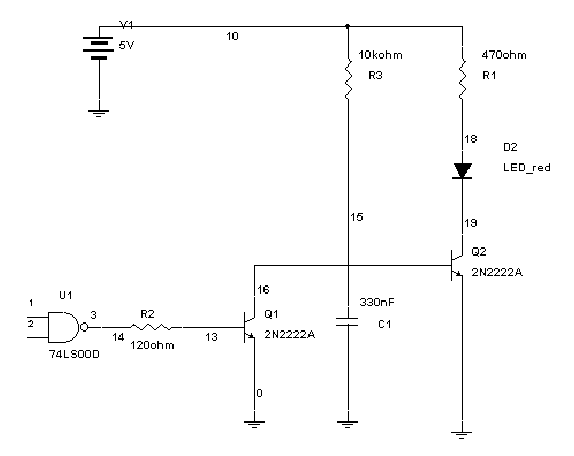 V1
5V
10
10kohm
R3
470ohm
R1
18
D2
LED_red
15
19
Q2
2N2222A
16
330nF
C1
U1
1
2
3
74LS00D
14
R2
120ohm
13
Q1
2N2222A
0